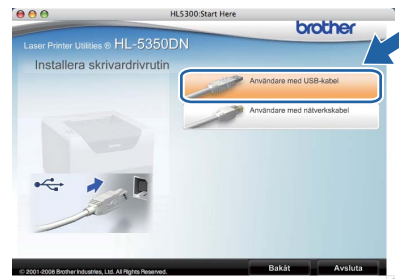 HL5300:Start Here
brother
Laser Printer Utilities ® HL-5350DN
Installera skrivardrivrutin
Användare med USB-kabel
Användare med nätverkskabel
© 2001-2008 Brother Industries, Ltd. All Rights Reserved.
Bakåt
Avsluta